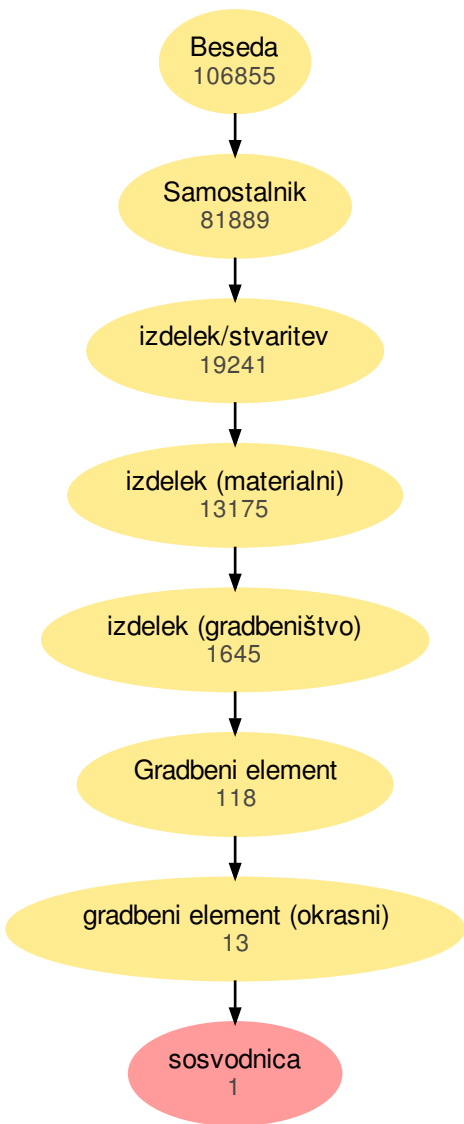 Beseda
106855
Samostalnik
81889
izdelek/stvaritev
19241
izdelek (materialni)
13175
izdelek (gradbeništvo)
1645
Gradbeni element
118
gradbeni element (okrasni)
13
sosvodnica
1